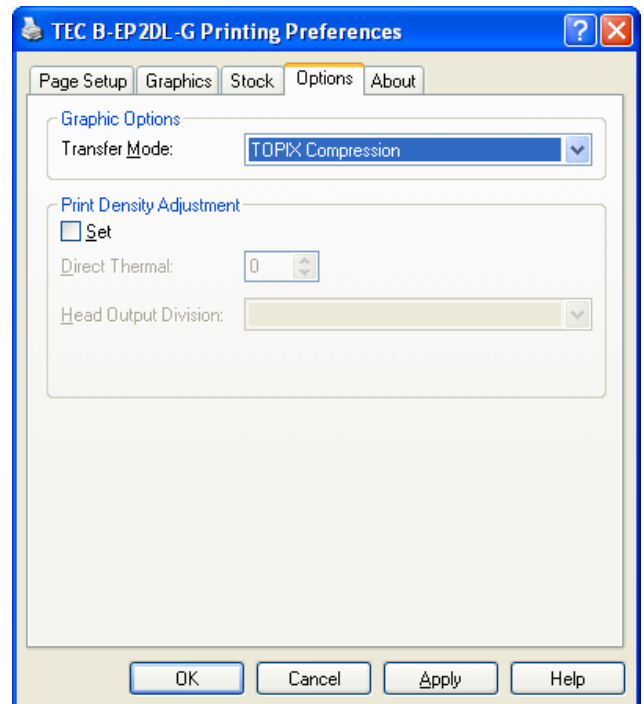 TEC B-EP2DL-G Printing Preferences
Page Setup Graphics Stock Options About
Graphic Options
Transfer Mode: TOPIX Compression
Print Density Adjustment
Set
Direct Thermal: 0
Head Output Division:
OK Cancel Apply Help